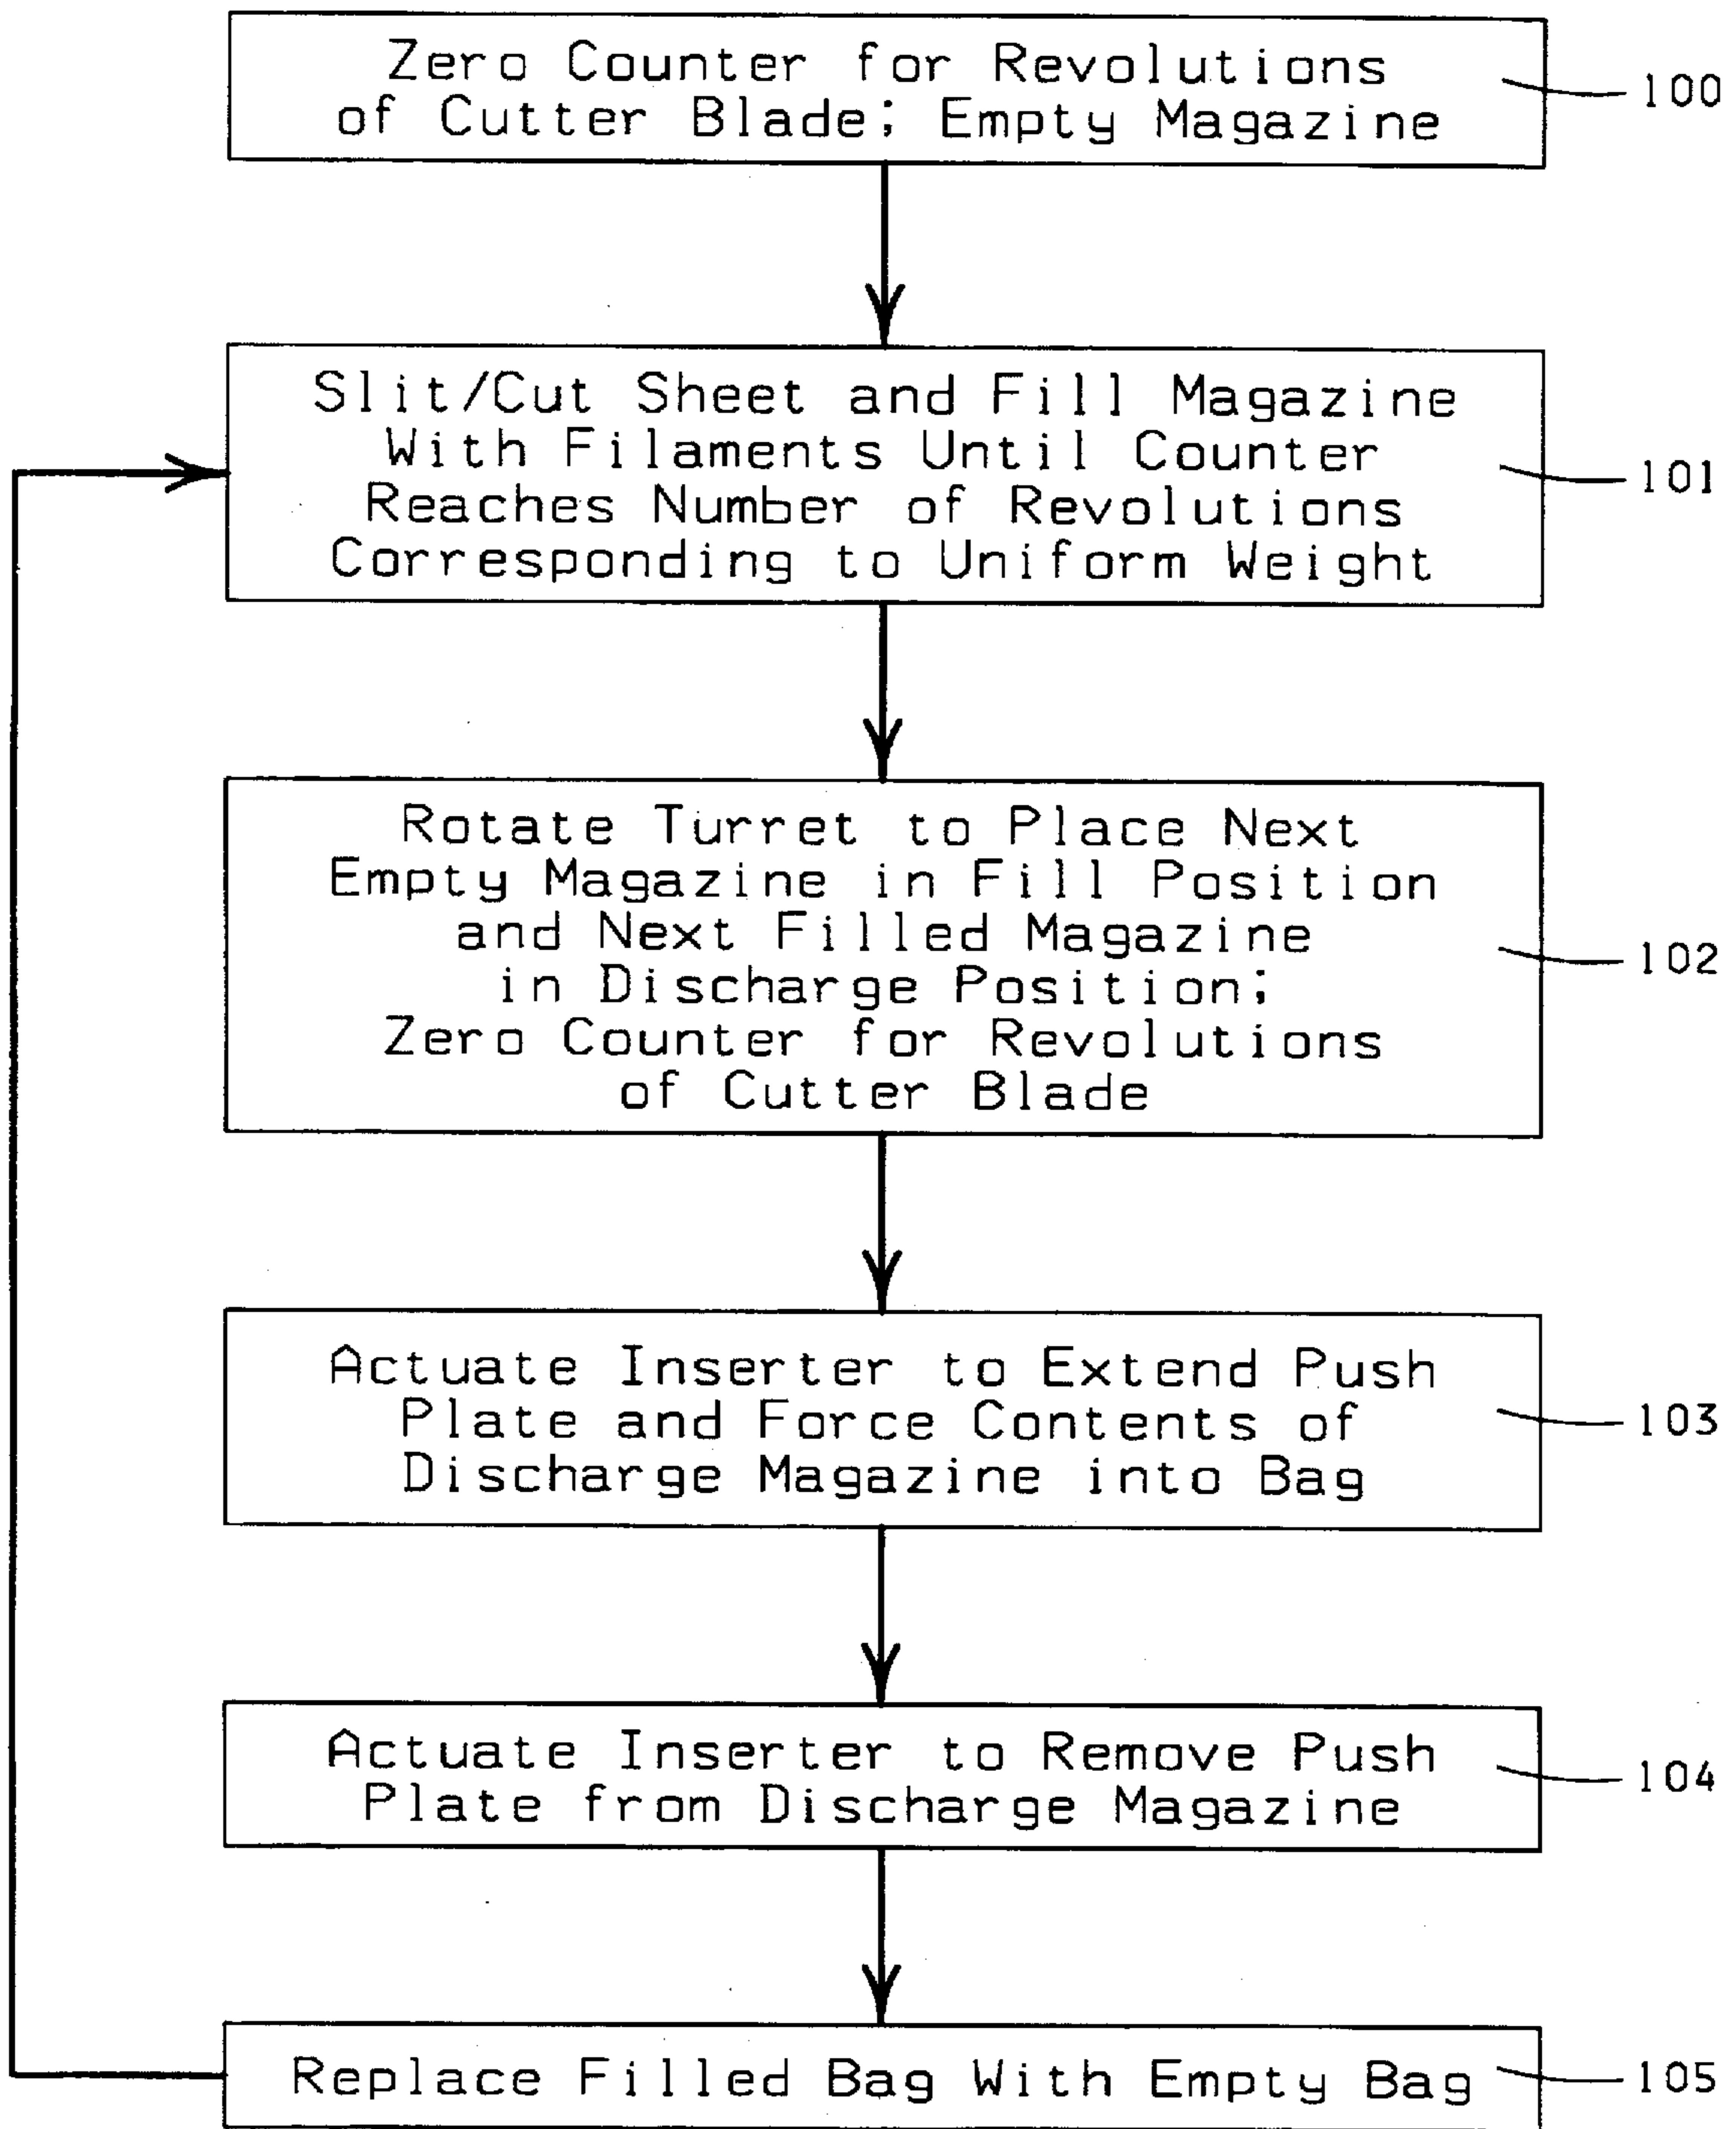 Zero Counter for Revolutions
of Cutter Blade; Empty Magazine
100
Slit/Cut Sheet and Fill Magazine
With Filaments Until Counter
Reaches Number of Revolutions
Corresponding to Uniform Weight
101
Rotate Turret to Place Next
Empty Magazine in Fill Position
and Next Filled Magazine
in Discharge Position;
Zero Counter for Revolutions
of Cutter Blade
102
Actuate Inserter to Extend Push
Plate and Force Contents of
Discharge Magazine into Bag
103
Actuate Inserter to Remove Push
Plate from Discharge Magazine
104
Replace Filled Bag With Empty Bag
105